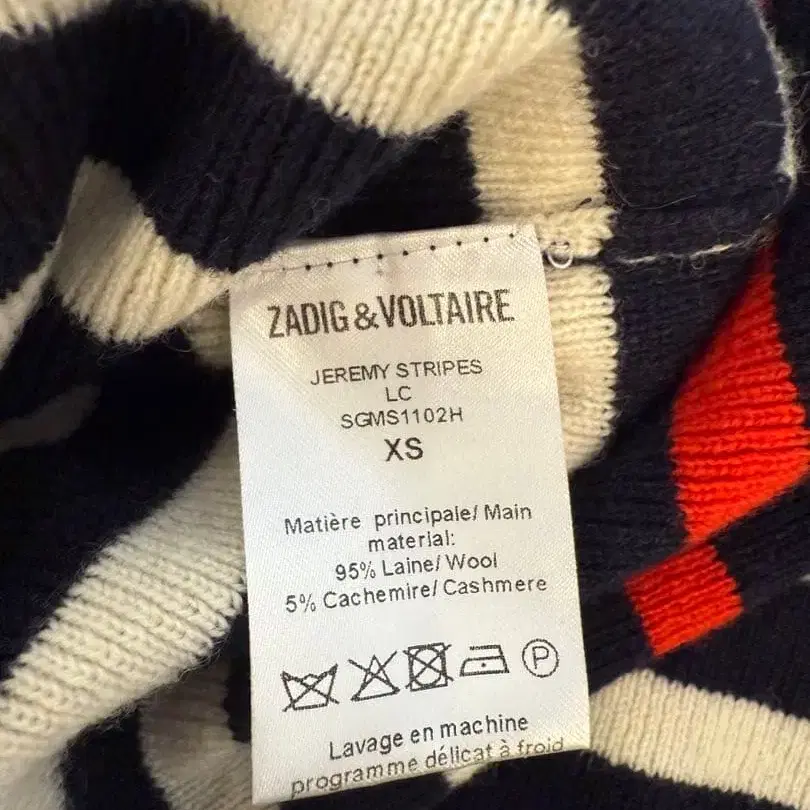 ZADIG & VOLTAIRE
JEREMY STRIPES
LC
SGMS1102H
XS
Matière principale/ Main
material:
95% Laine/ Wool
5% Cachemire/ Cashmere
P
Lavage en machine
programme délicat à froid